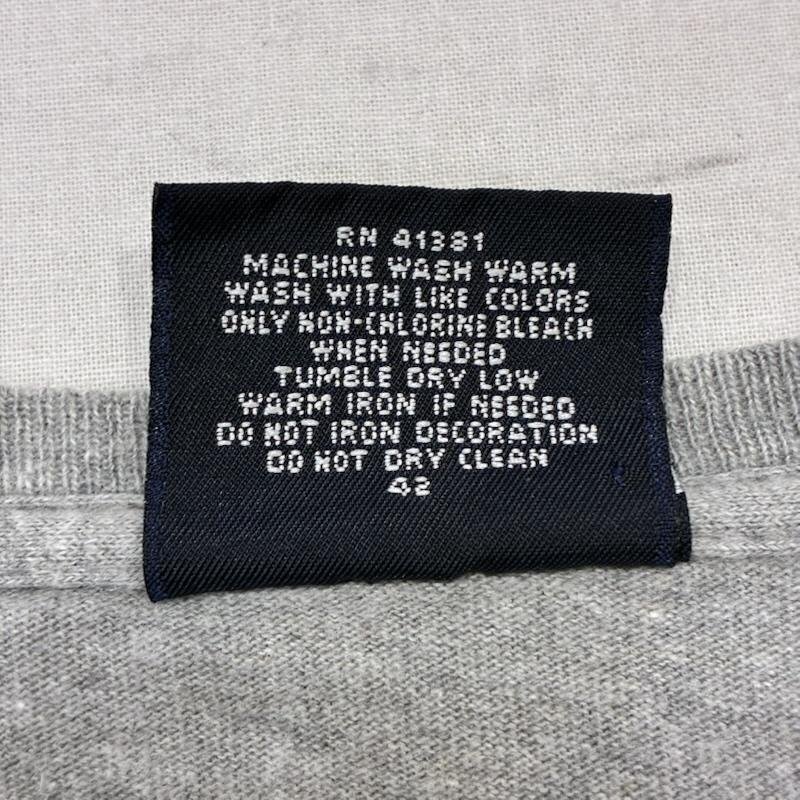 RN 41381
MACHINE WASH WARM
WASH WITH LIKE COLORS
ONLY NON-CHLORINE BLEACH
WHEN NEEDED
TUMBLE DRY LOW
WARM IRON IF NEEDED
DO NOT IRON DECORATION
DO NOT DRY CLEAN
42